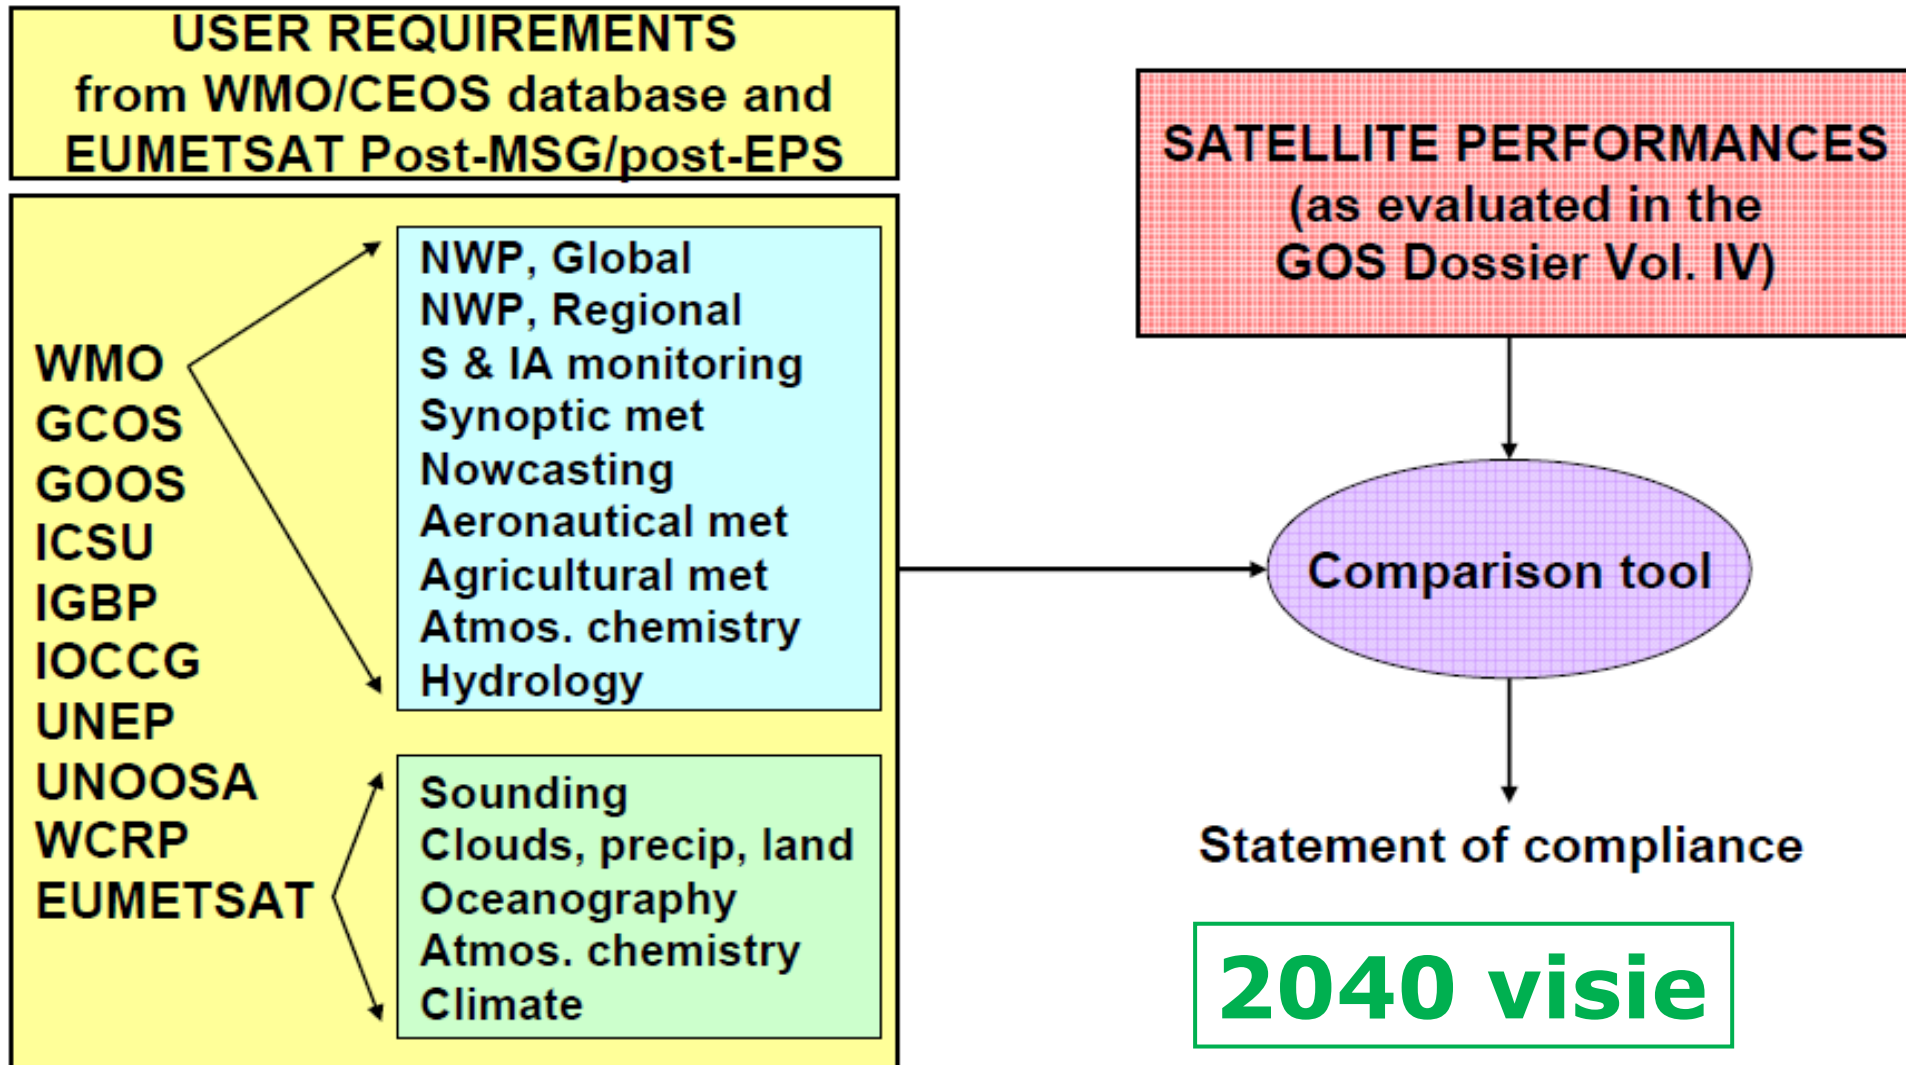 USER REQUIREMENTS
from WMO/CEOS database and
EUMETSAT Post-MSG/post-EPS
WMO
GCOS
GOOS
ICSU
IGBP
IOCCG
UNEP
UNOOSA
WCRP
EUMETSAT
NWP, Global
NWP, Regional
S & IA monitoring
Synoptic met
Nowcasting
Aeronautical met
Agricultural met
Atmos. chemistry
Hydrology
Sounding
Clouds, precip, land
Oceanography
Atmos. chemistry
Climate
SATELLITE PERFORMANCES
(as evaluated in the
GOS Dossier Vol. IV)
Comparison tool
Statement of compliance
2040 visie